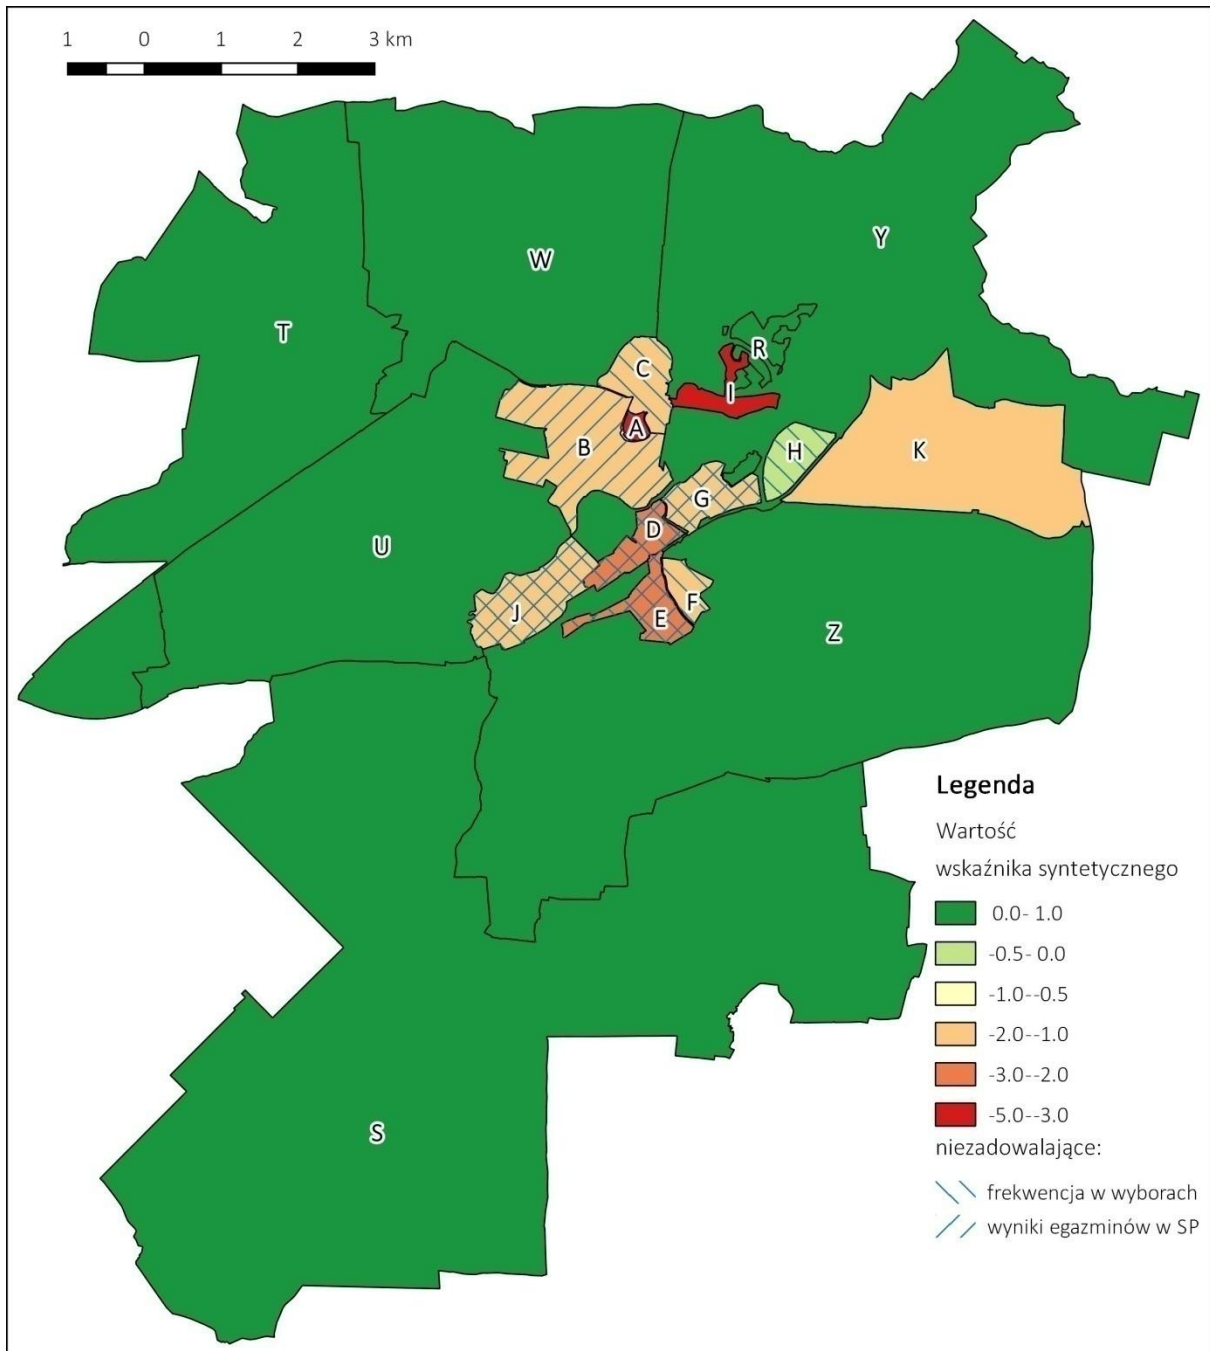 1 0 1 2 3 km
Y
W
T
R
C
I
A
B
H
K
G
D
U
F
J
E
Z
Legenda
Wartość
wskaźnika syntetycznego
0.0- 1.0
-0.5- 0.0
-1.0--0.5
-2.0--1.0
-3.0--2.0
-5.0--3.0
niezadowalające:
frekwencja w wyborach
wyniki egazminów w SP
S